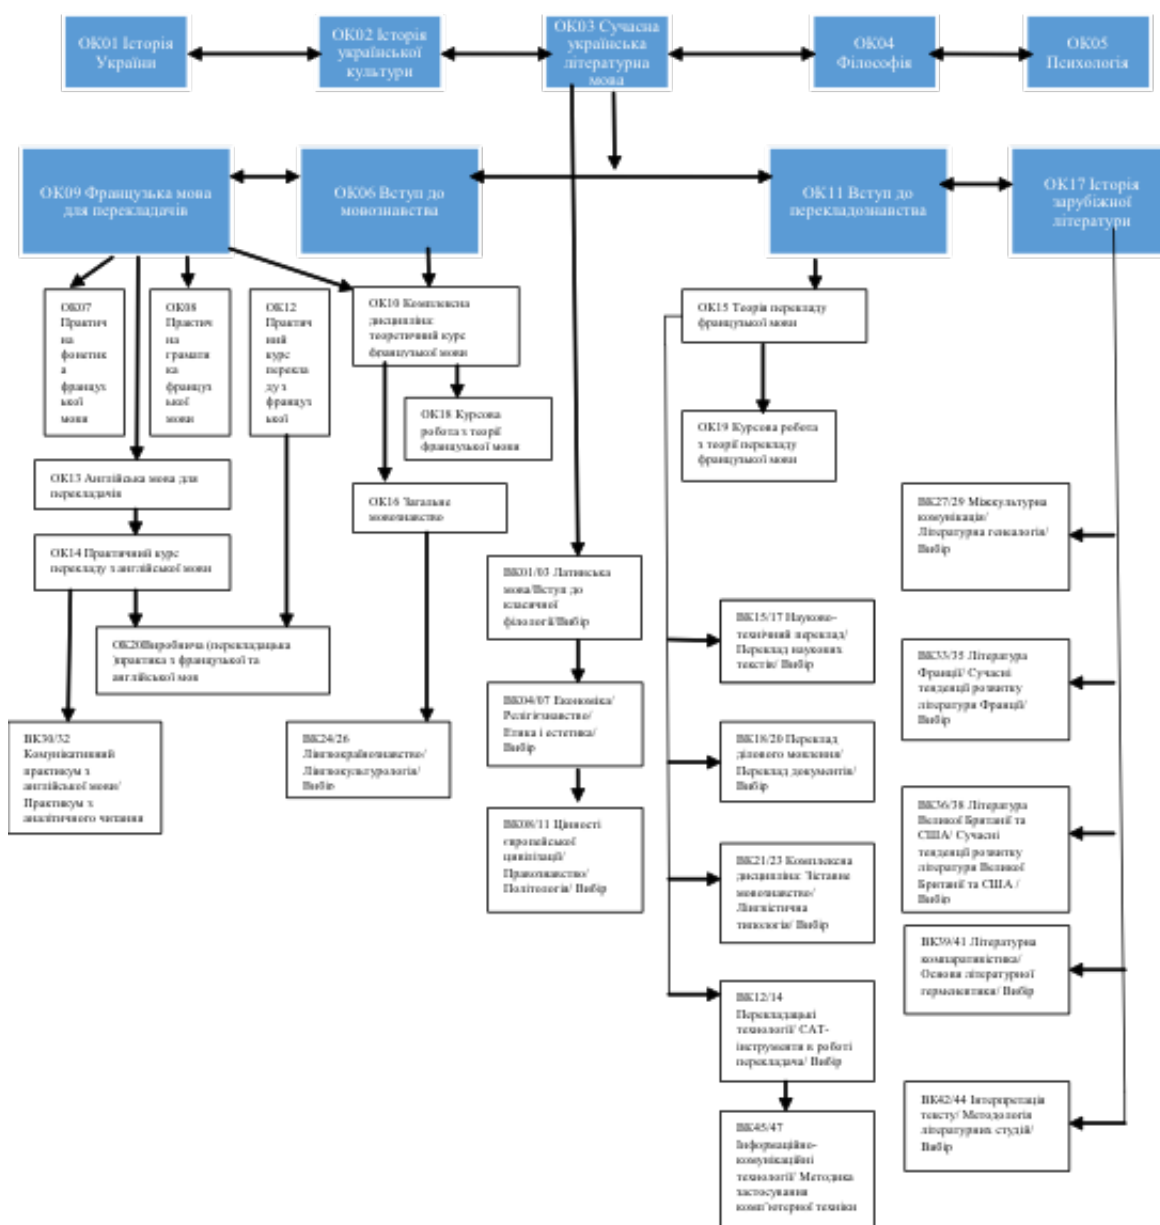 ОК01 Історія
України
ОК02 Історія
української
культури
ОК03 Сучасна
українська
літературна
мова
ОК04
Філософія
ОК05
Психологія
ОК09 Французька мова
для перекладачів
ОК06 Вступ до
мовознавства
ОК11 Вступ до
перекладознавства
ОК17 Історія
зарубіжної
літератури
ОК07
Практич
на
фонетик
а
францус
ької
мови
ОК08
Практич
на
грамати
ка
француз
ької
мови
ОК12
Практич
ний
курс
перекла
ду з
француз
ької
ОК10 Комплексна
дисципліна:
теоретичний курс
французької мови
ОК15 Теорія перекладу
французької мови
ОК18 Курсова
робота з теорії
французької мови
ОК19 Курсова робота
з теорії перекладу
французької мови
ОК13 Англійська мова для
перекладачів
ОК16 Загальне
мовознавство
ОК14 Практичний курс
перекладу з англійської мови
ОК20Виробнича (перекладацька
)практика з французької та
англійської мов
ВК30/32
Комунікативний
практикум з
англійської мови/
Практикум з
аналітичного читання
ВК24/26
Лінгвокраїнознавство/
Лінгвокультурологія/
Вибір
ВК01/03 Латинська
мова/Вступ до
класичної
філології/Вибір
ВК04/07 Економіка/
Релігієзнавство/
Етика і естетика/
Вибір
ВК08/11 Цінності
європейської
цивілізації/
Правознавство/
Політологія/ Вибір
ВК15/17 Науково-
технічний переклад/
Переклад наукових
текстів/ Вибір
ВК18/20 Переклад
ділового мовлення/
Переклад документів/
Вибір
ВК21/23 Комплексна
дисципліна: Зіставне
мовознавство/
Лінгвістична
типологія/ Вибір
ВК12/14
Перекладацькі
технології/ САТ-
інструменти в роботі
перекладача/ Вибір
ВК45/47
Інформаційно-
комунікаційні
технології/ Методика
застосування
комп'ютерної техніки
ВК27/29 Міжкультурна
комунікація/
Літературна генеалогія/
Вибір
ВК33/35 Література
Франції/ Сучасні
тенденції розвитку
літератури Франції/
Вибір
ВК36/38 Література
Великої Британії та
США/ Сучасні
тенденції розвитку
літератури Великої
Британії та США /
Вибір
ВК39/41 Літературна
компаративістика/
Основи літературної
герменевтики/ Вибір
ВК42/44 Інтерпретація
тексту/ Методологія
літературних студій/
Вибір